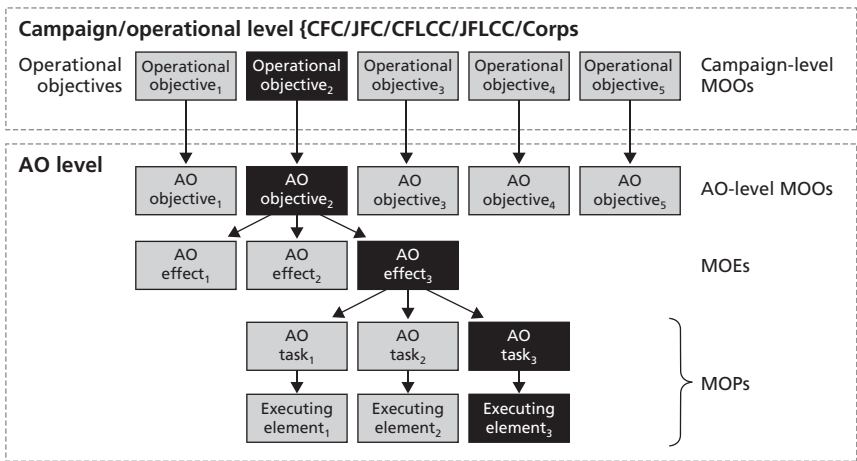 Campaign/operational level {CFC/JFC/CFLCC/JFLCC/Corps
Operational
objectives
Operational
objective₁
Operational
objective₂
Operational
objective₃
Operational
objective₄
Operational
objective₅
Campaign-level
MOOs
AO level
AO
objective₁
AO
objective₂
AO
objective₃
AO
objective₄
AO
objective₅
AO-level MOOs
AO
effect₁
AO
effect₂
AO
effect₃
MOEs
AO
task₁
AO
task₂
AO
task₃
Executing
element₁
Executing
element₂
Executing
element₃
MOPs